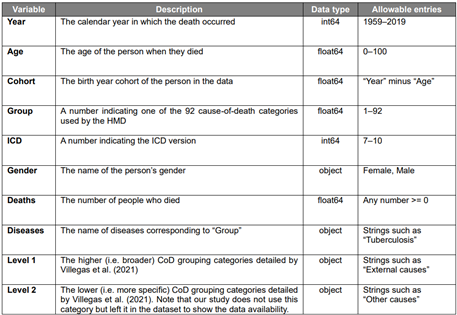 Variable Description Data type Allowable entries
Year The calendar year in which the death occurred int64 1959–2019
Age The age of the person when they died float64 0–100
Cohort The birth year cohort of the person in the data float64 “Year” minus “Age”
Group A number indicating one of the 92 cause-of-death categories float64 1–92
used by the HMD
ICD A number indicating the ICD version int64 7–10
Gender The name of the person’s gender object Female, Male
Deaths The number of people who died float64 Any number >= 0
Diseases The name of diseases corresponding to “Group” object Strings such as
“Tuberculosis”
Level 1 The higher (i.e. broader) CoD grouping categories detailed by object Strings such as
Villegas et al. (2021) “External causes”
Level 2 The lower (i.e. more specific) CoD grouping categories detailed object Strings such as
by Villegas et al. (2021). Note that our study does not use this “Other causes”
category but left it in the dataset to show the data availability.